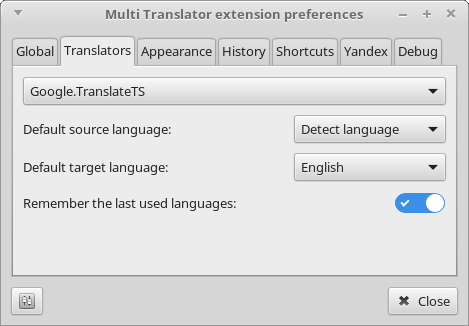 Multi Translator extension preferences
Global Translators Appearance History Shortcuts Yandex Debug
Google.TranslateTS
Default source language: Detect language
Default target language: English
Remember the last used languages:
Close